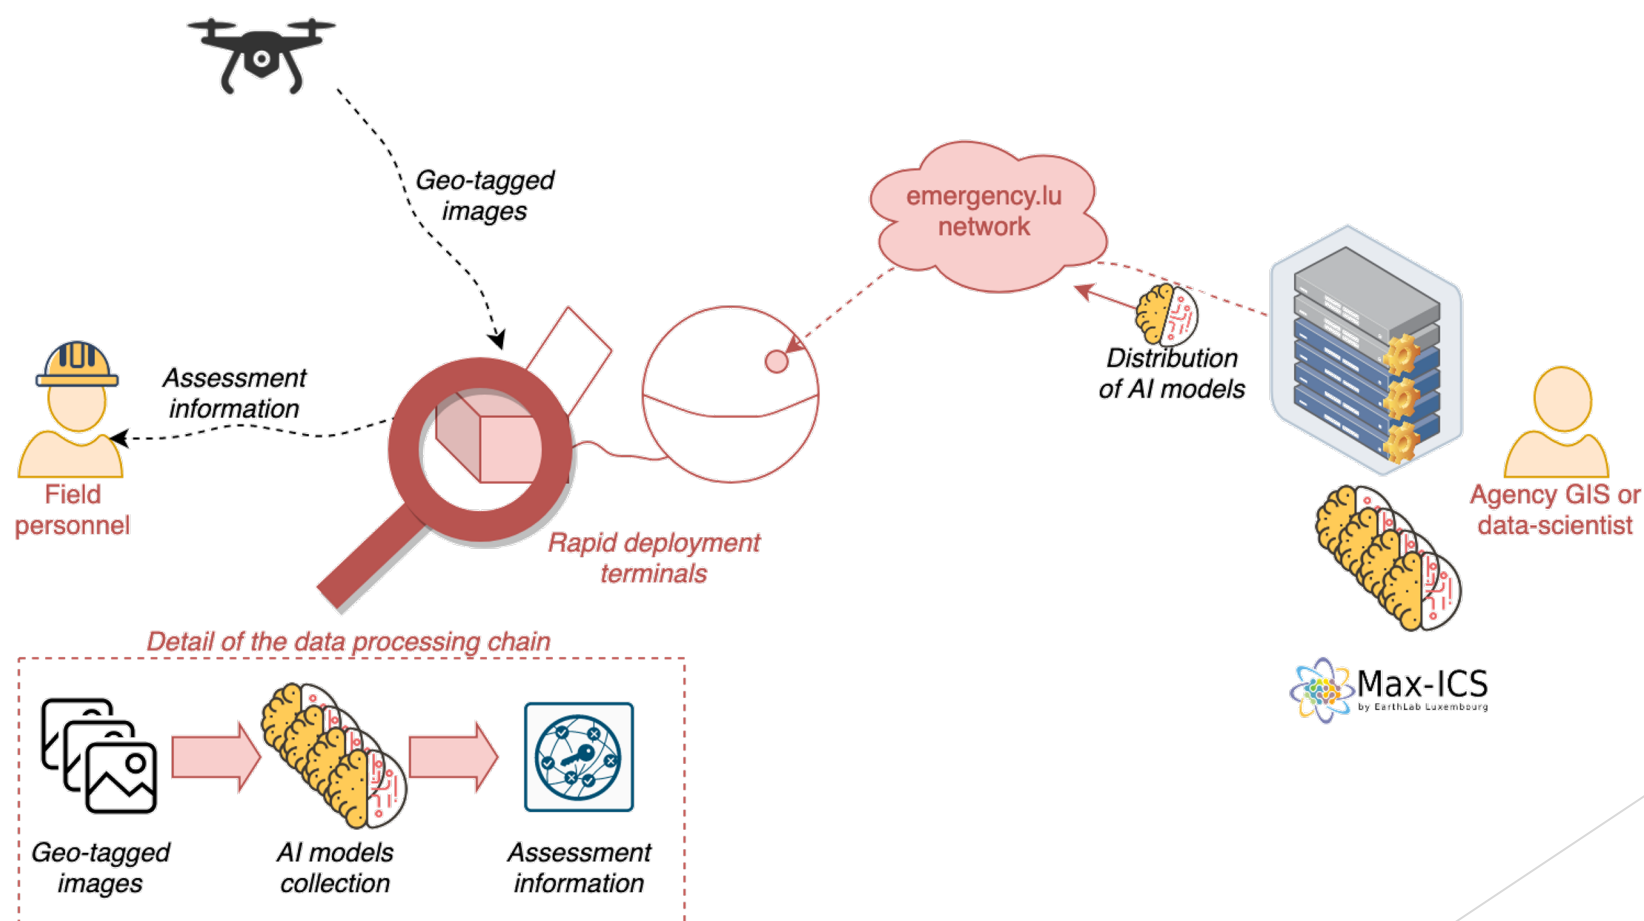 Geo-tagged
images
emergency.lu
network
Distribution
of AI models
Assessment
information
Field
personnel
Agency GIS or
data-scientist
Rapid deployment
terminals
Max-ICS
by EarthLab Luxembourg
Detail of the data processing chain
Geo-tagged
images
AI models
collection
Assessment
information